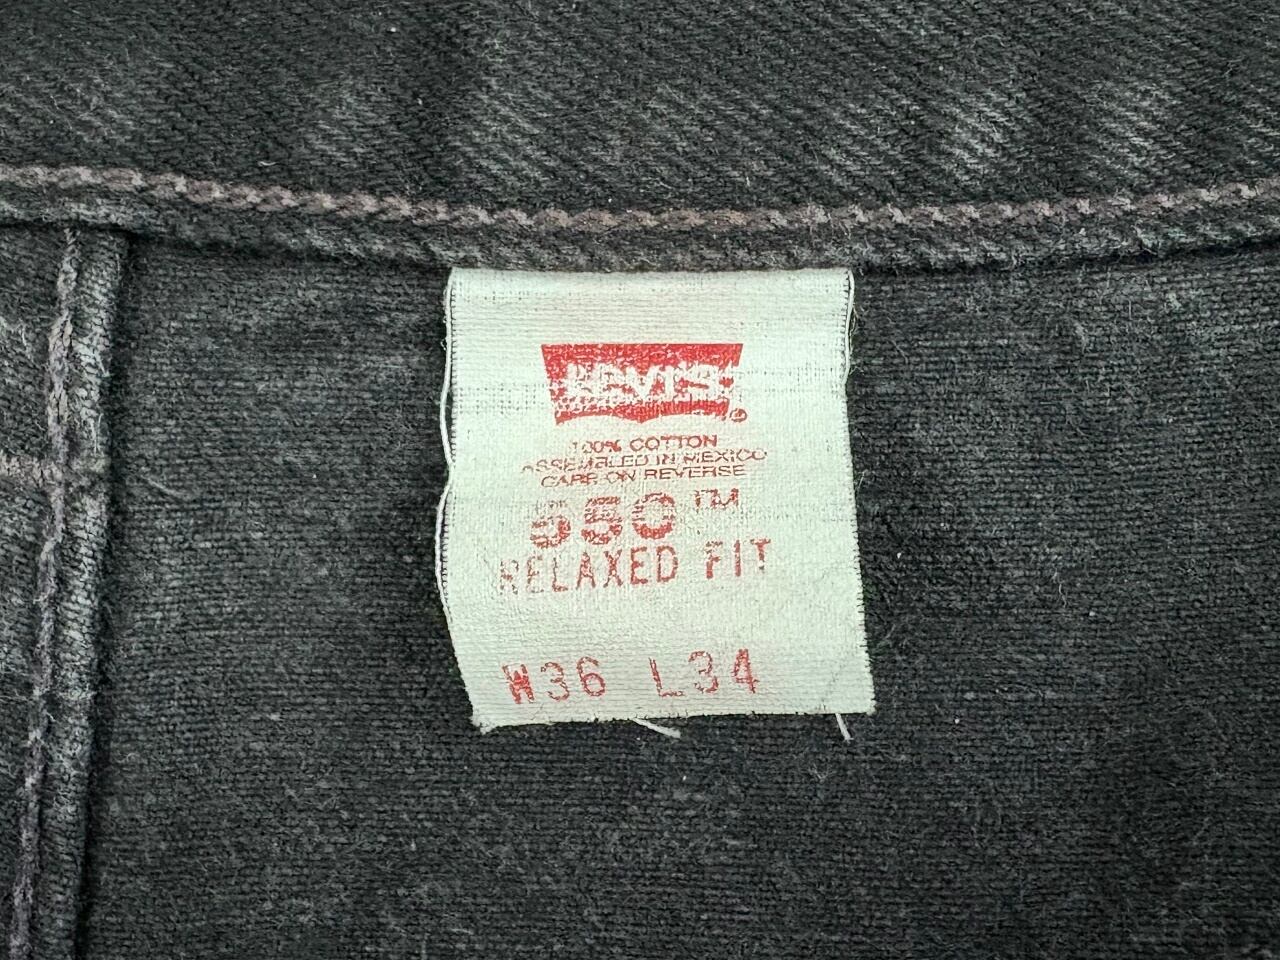 LEVI'S ®
100% COTTON
ASSEMBLED IN MEXICO
CARE ON REVERSE
550™
RELAXED FIT
W36 L34